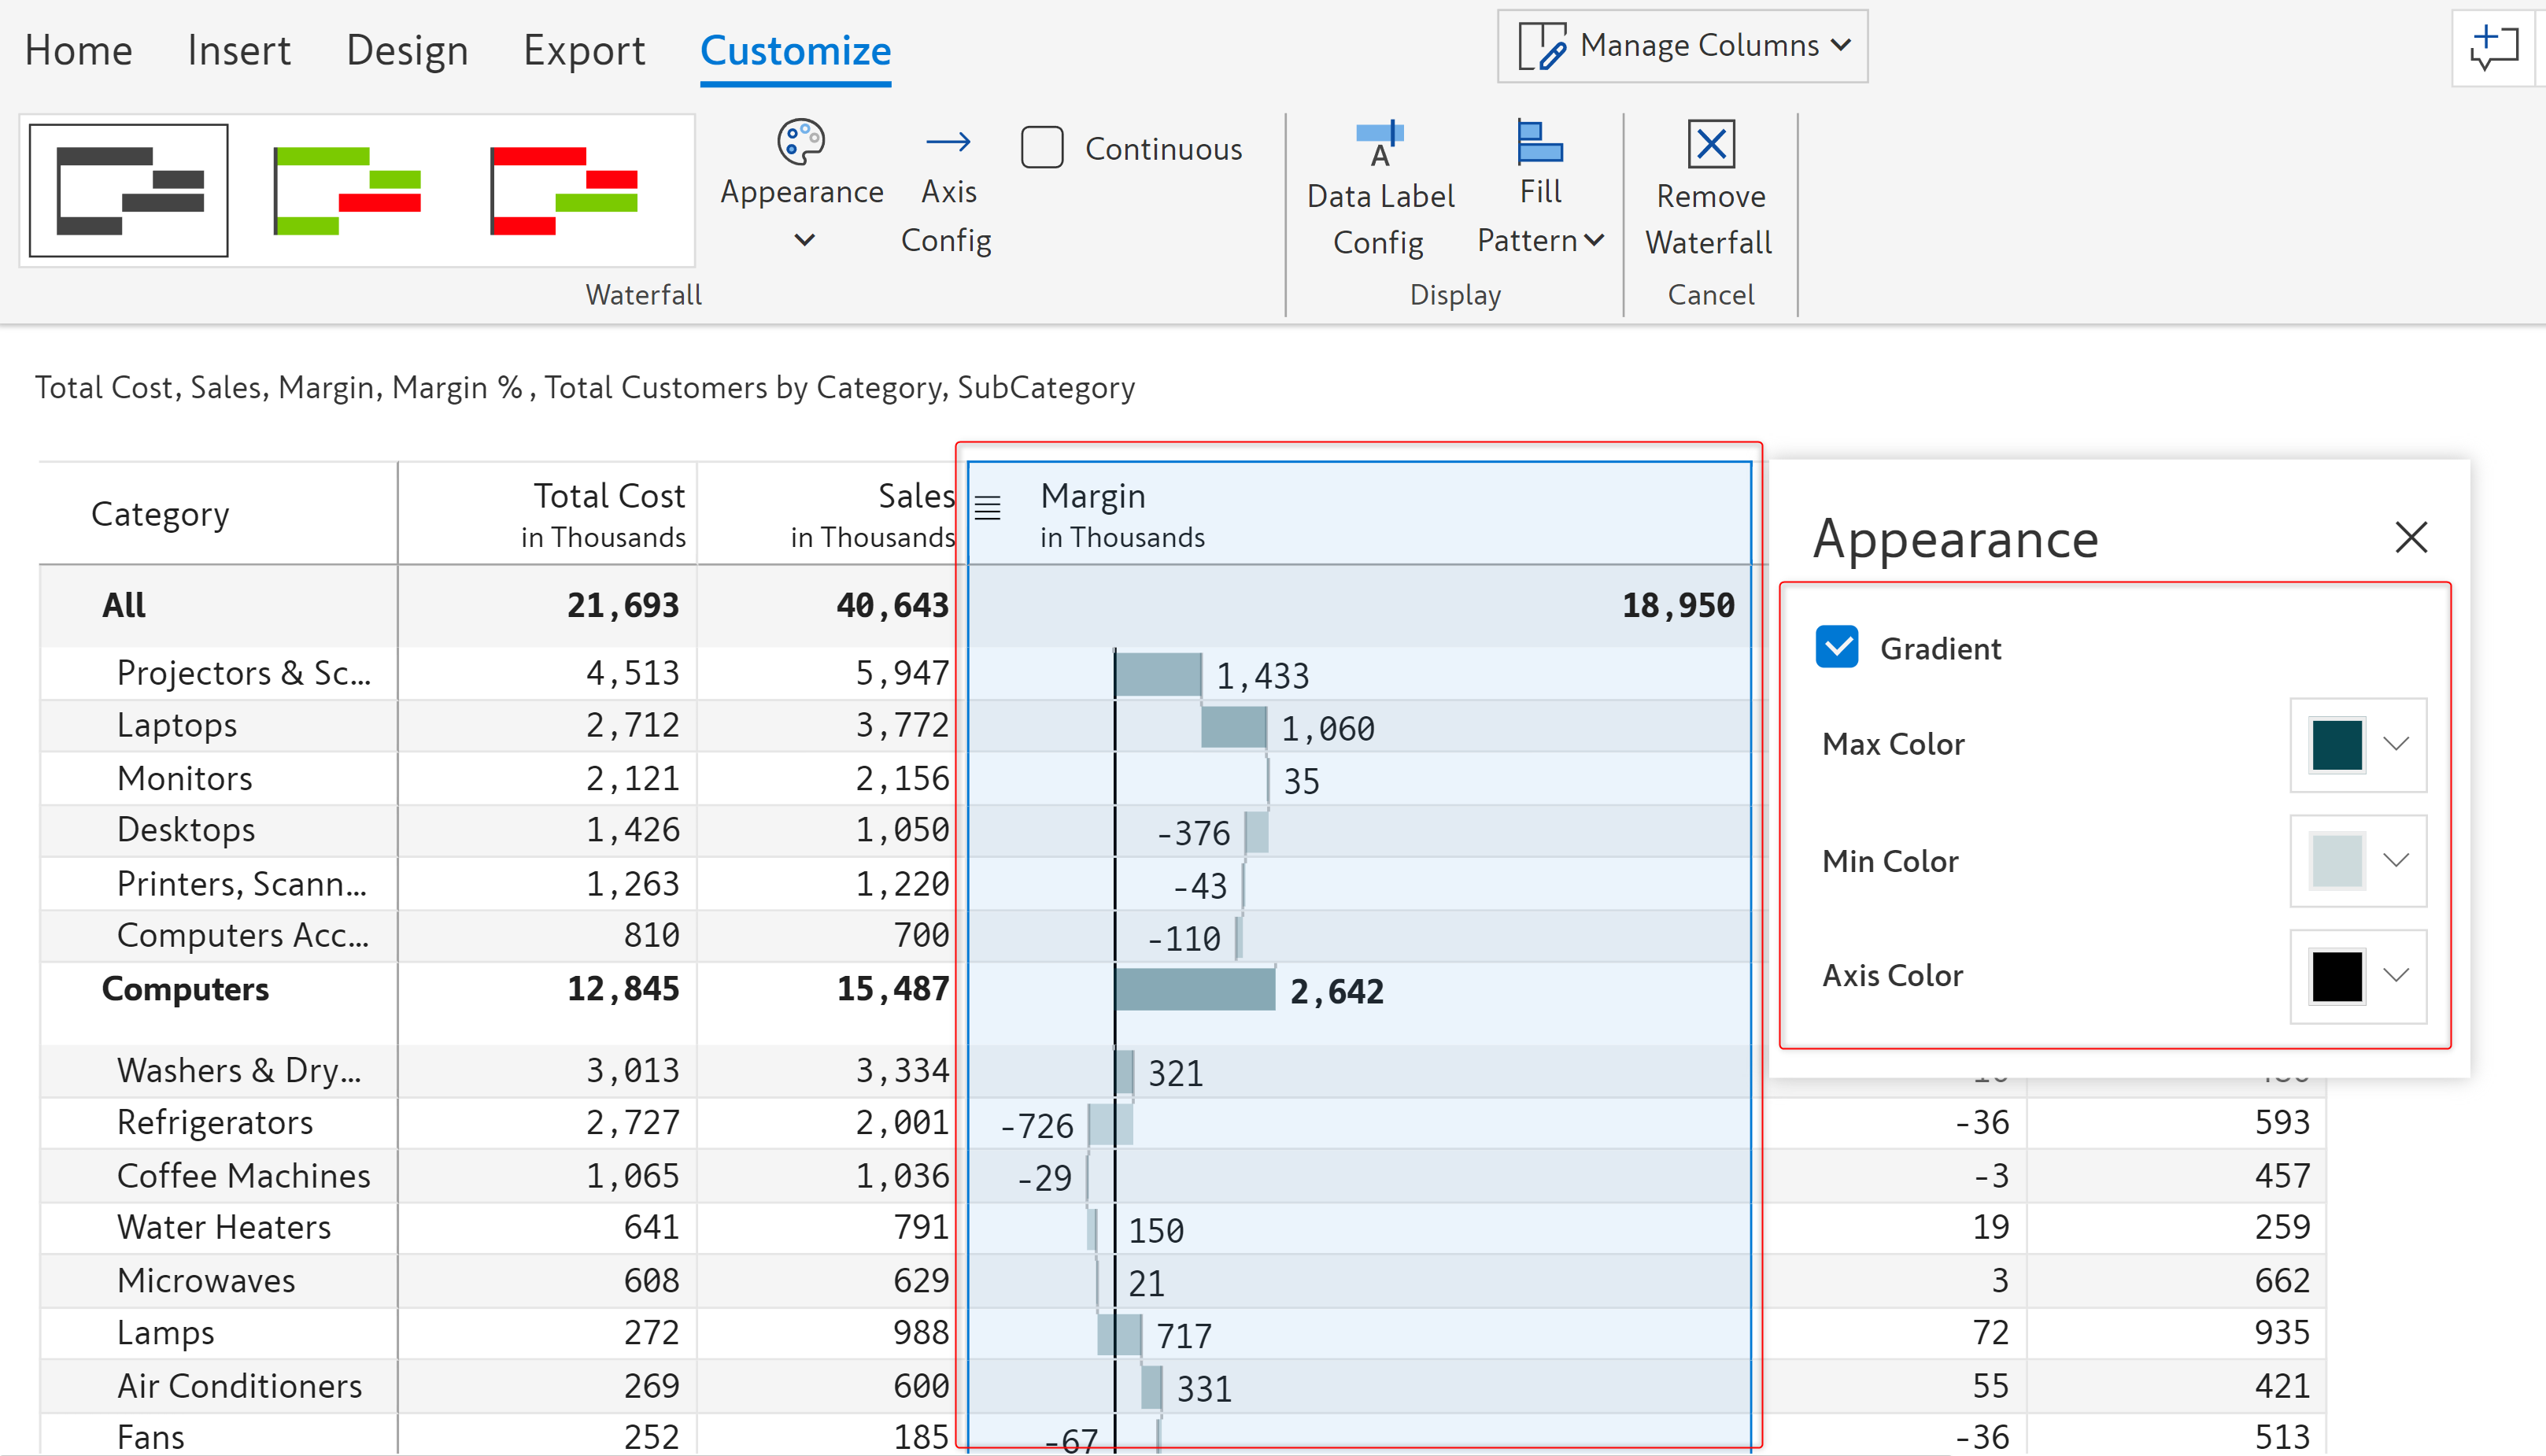 Home Insert Design Export Customize Manage Columns
Appearance Axis Config Continuous Data Label Config Fill Pattern Remove Waterfall
Waterfall Display Cancel
Total Cost, Sales, Margin, Margin % , Total Customers by Category, SubCategory
Category Total Cost in Thousands Sales in Thousands Margin in Thousands
Appearance
Gradient
Max Color
Min Color
Axis Color
All 21,693 40,643 18,950
Projectors & Sc... 4,513 5,947 1,433
Laptops 2,712 3,772 1,060
Monitors 2,121 2,156 35
Desktops 1,426 1,050 -376
Printers, Scann... 1,263 1,220 -43
Computers Acc... 810 700 -110
Computers 12,845 15,487 2,642
Washers & Dry... 3,013 3,334 321
Refrigerators 2,727 2,001 -726 -36 593
Coffee Machines 1,065 1,036 -29 -3 457
Water Heaters 641 791 150 19 259
Microwaves 608 629 21 3 662
Lamps 272 988 717 72 935
Air Conditioners 269 600 331 55 421
Fans 252 185 -67 -36 513